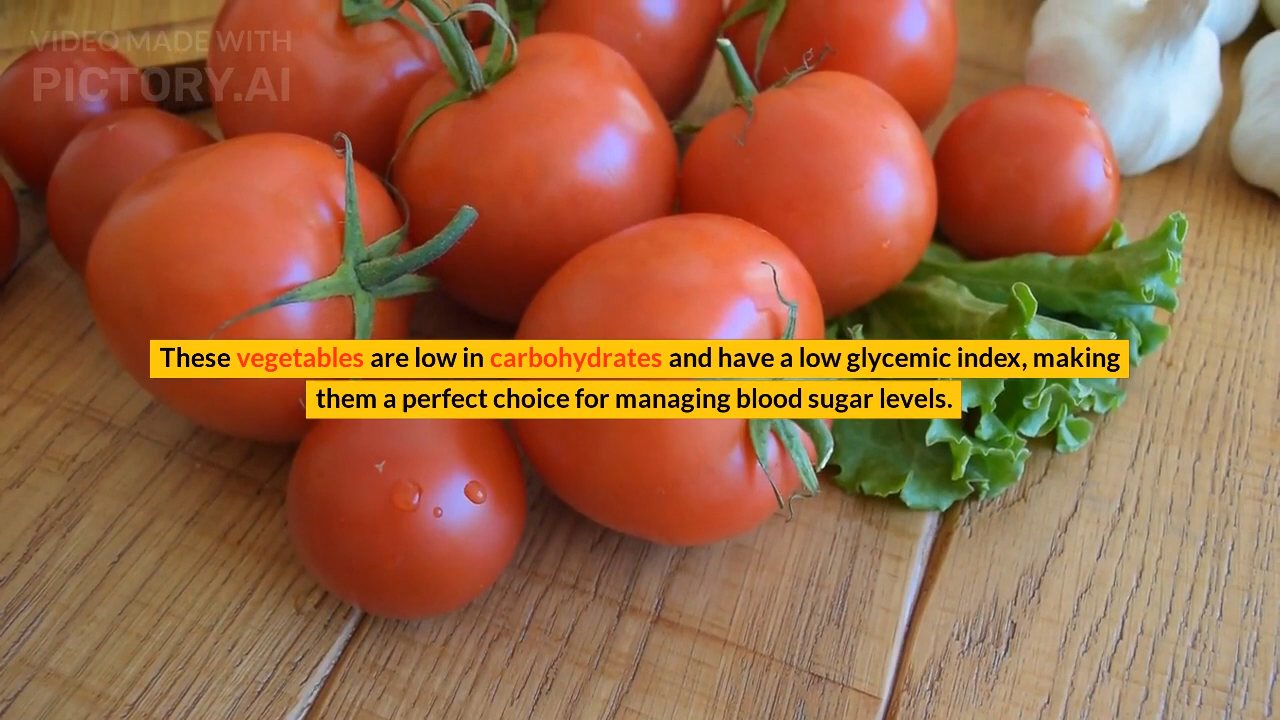 VIDEO MADE WITH
PICTORY.AI
These vegetables are low in carbohydrates and have a low glycemic index, making
them a perfect choice for managing blood sugar levels.